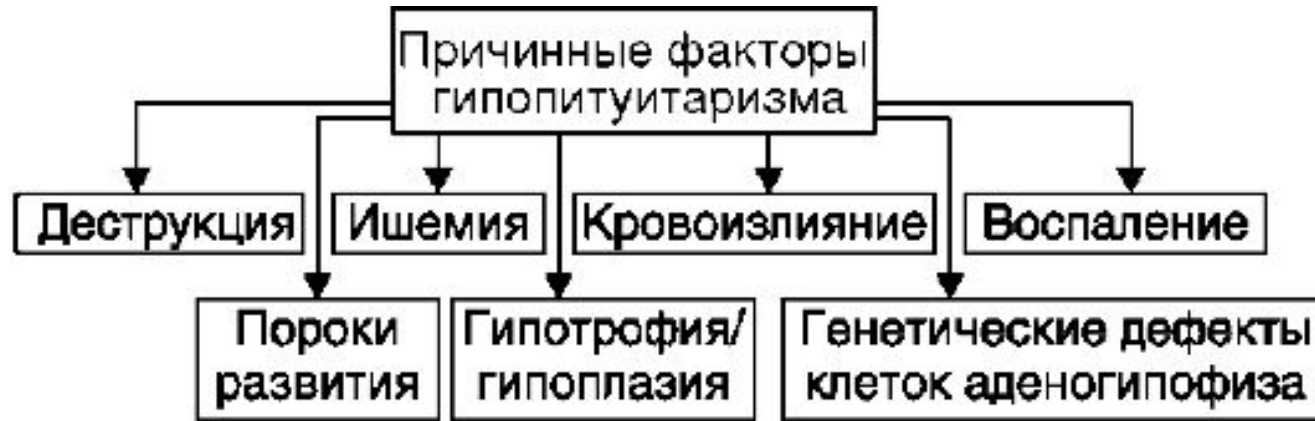 Причинные факторы
гипопитуитаризма
Деструкция
Ишемия
Кровоизлияние
Воспаление
Пороки
развития
Гипотрофия/
гипоплазия
Генетические дефекты
клеток аденогипофиза